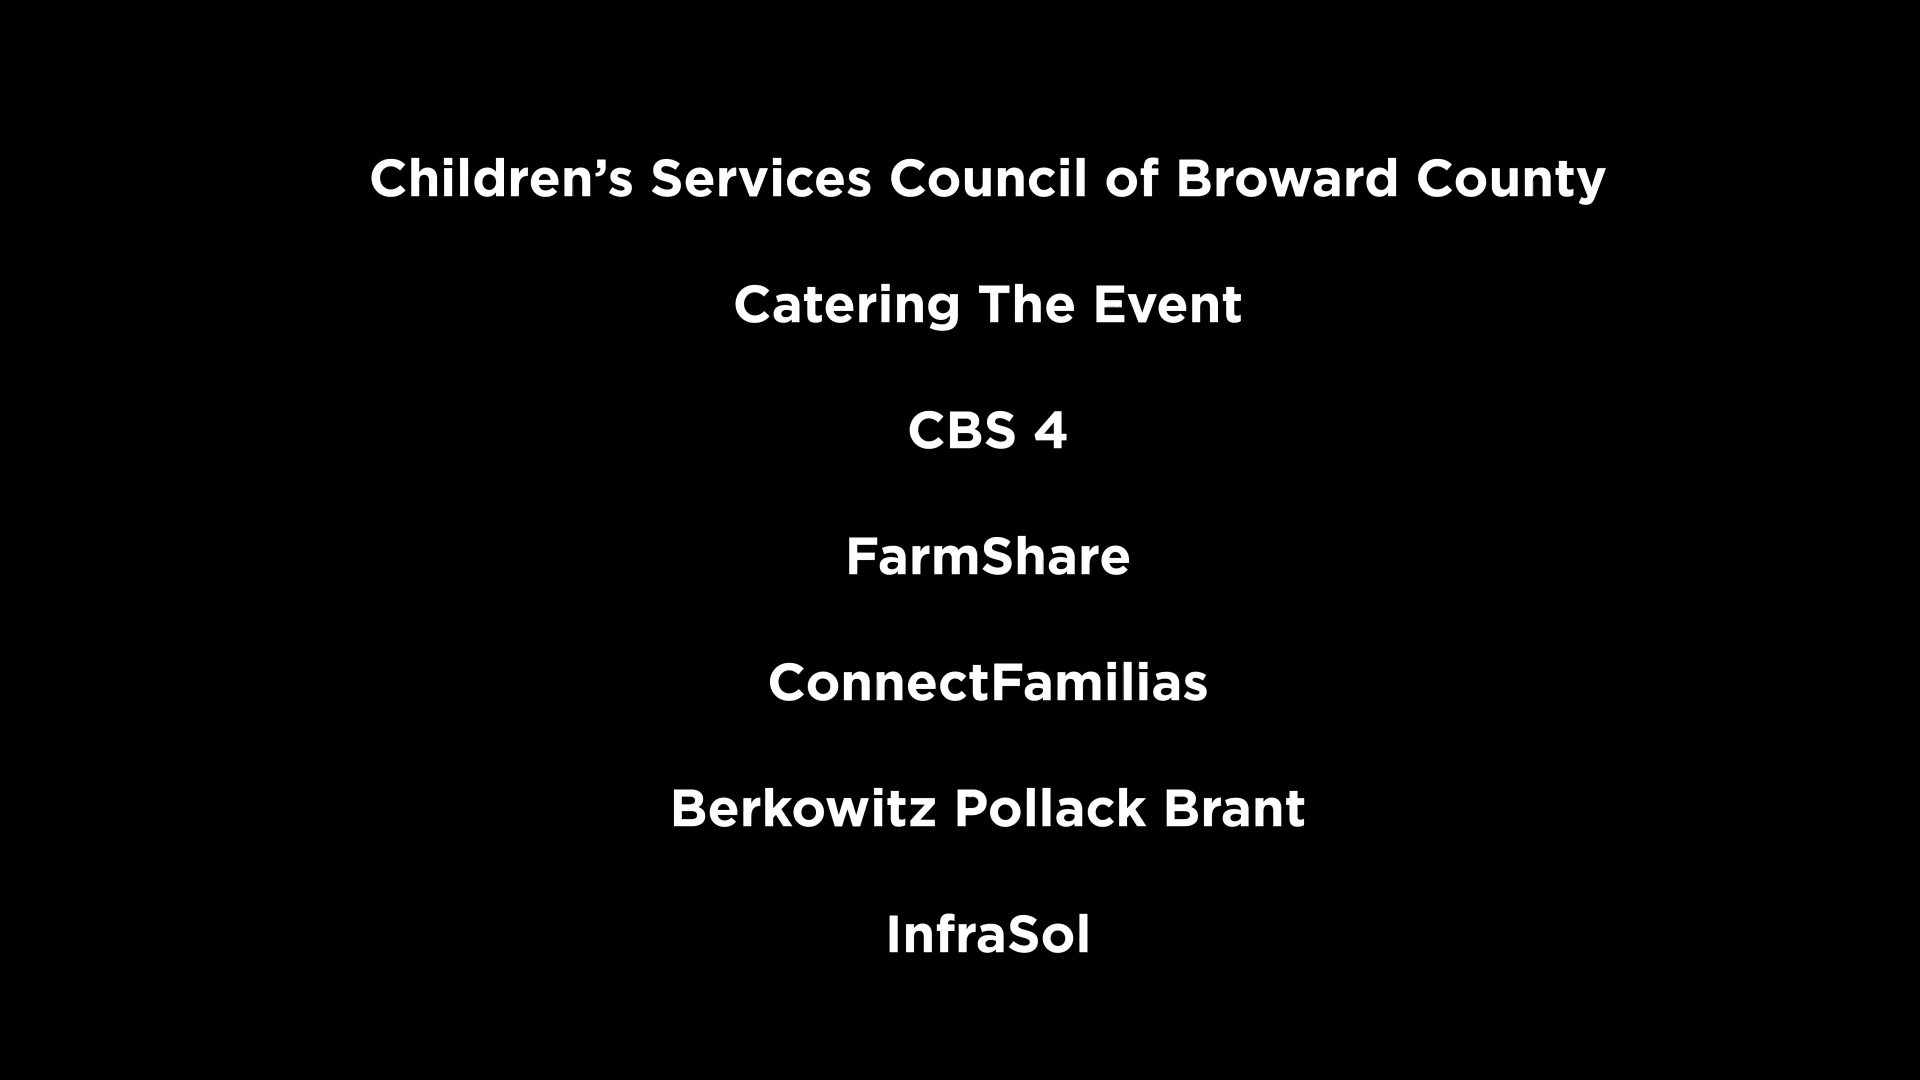 Children’s Services Council of Broward County
Catering The Event
CBS 4
FarmShare
ConnectFamilias
Berkowitz Pollack Brant
InfraSol